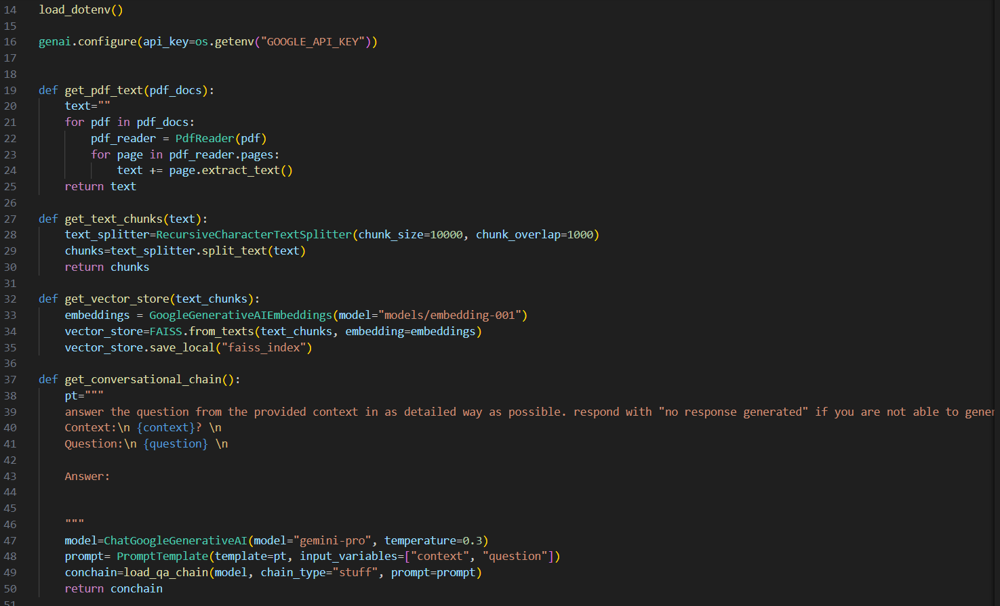 14 load_dotenv()
15
16 genai.configure(api_key=os.getenv("GOOGLE_API_KEY"))
17
18
19 def get_pdf_text(pdf_docs):
20     text=""
21     for pdf in pdf_docs:
22         pdf_reader = PdfReader(pdf)
23         for page in pdf_reader.pages:
24             text += page.extract_text()
25     return text
26
27 def get_text_chunks(text):
28     text_splitter=RecursiveCharacterTextSplitter(chunk_size=10000, chunk_overlap=1000)
29     chunks=text_splitter.split_text(text)
30     return chunks
31
32 def get_vector_store(text_chunks):
33     embeddings = GoogleGenerativeAIEmbeddings(model="models/embedding-001")
34     vector_store=FAISS.from_texts(text_chunks, embedding=embeddings)
35     vector_store.save_local("faiss_index")
36
37 def get_conversational_chain():
38     pt="""
39     answer the question from the provided context in as detailed way as possible. respond with "no response generated" if you are not able to gener
40     Context:\n {context}? \n
41     Question:\n {question} \n
42
43     Answer:
44
45
46     """
47     model=ChatGoogleGenerativeAI(model="gemini-pro", temperature=0.3)
48     prompt= PromptTemplate(template=pt, input_variables=["context", "question"])
49     conchain=load_qa_chain(model, chain_type="stuff", prompt=prompt)
50     return conchain
51